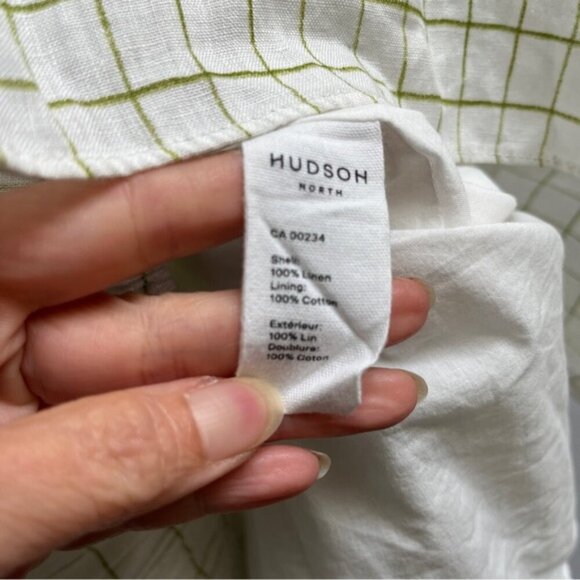 HUDSON
NORTH
CA 00234
Shell:
100% Linen
Lining:
100% Cotton
Extérieur:
100% Lin
Doublure:
100% Coton